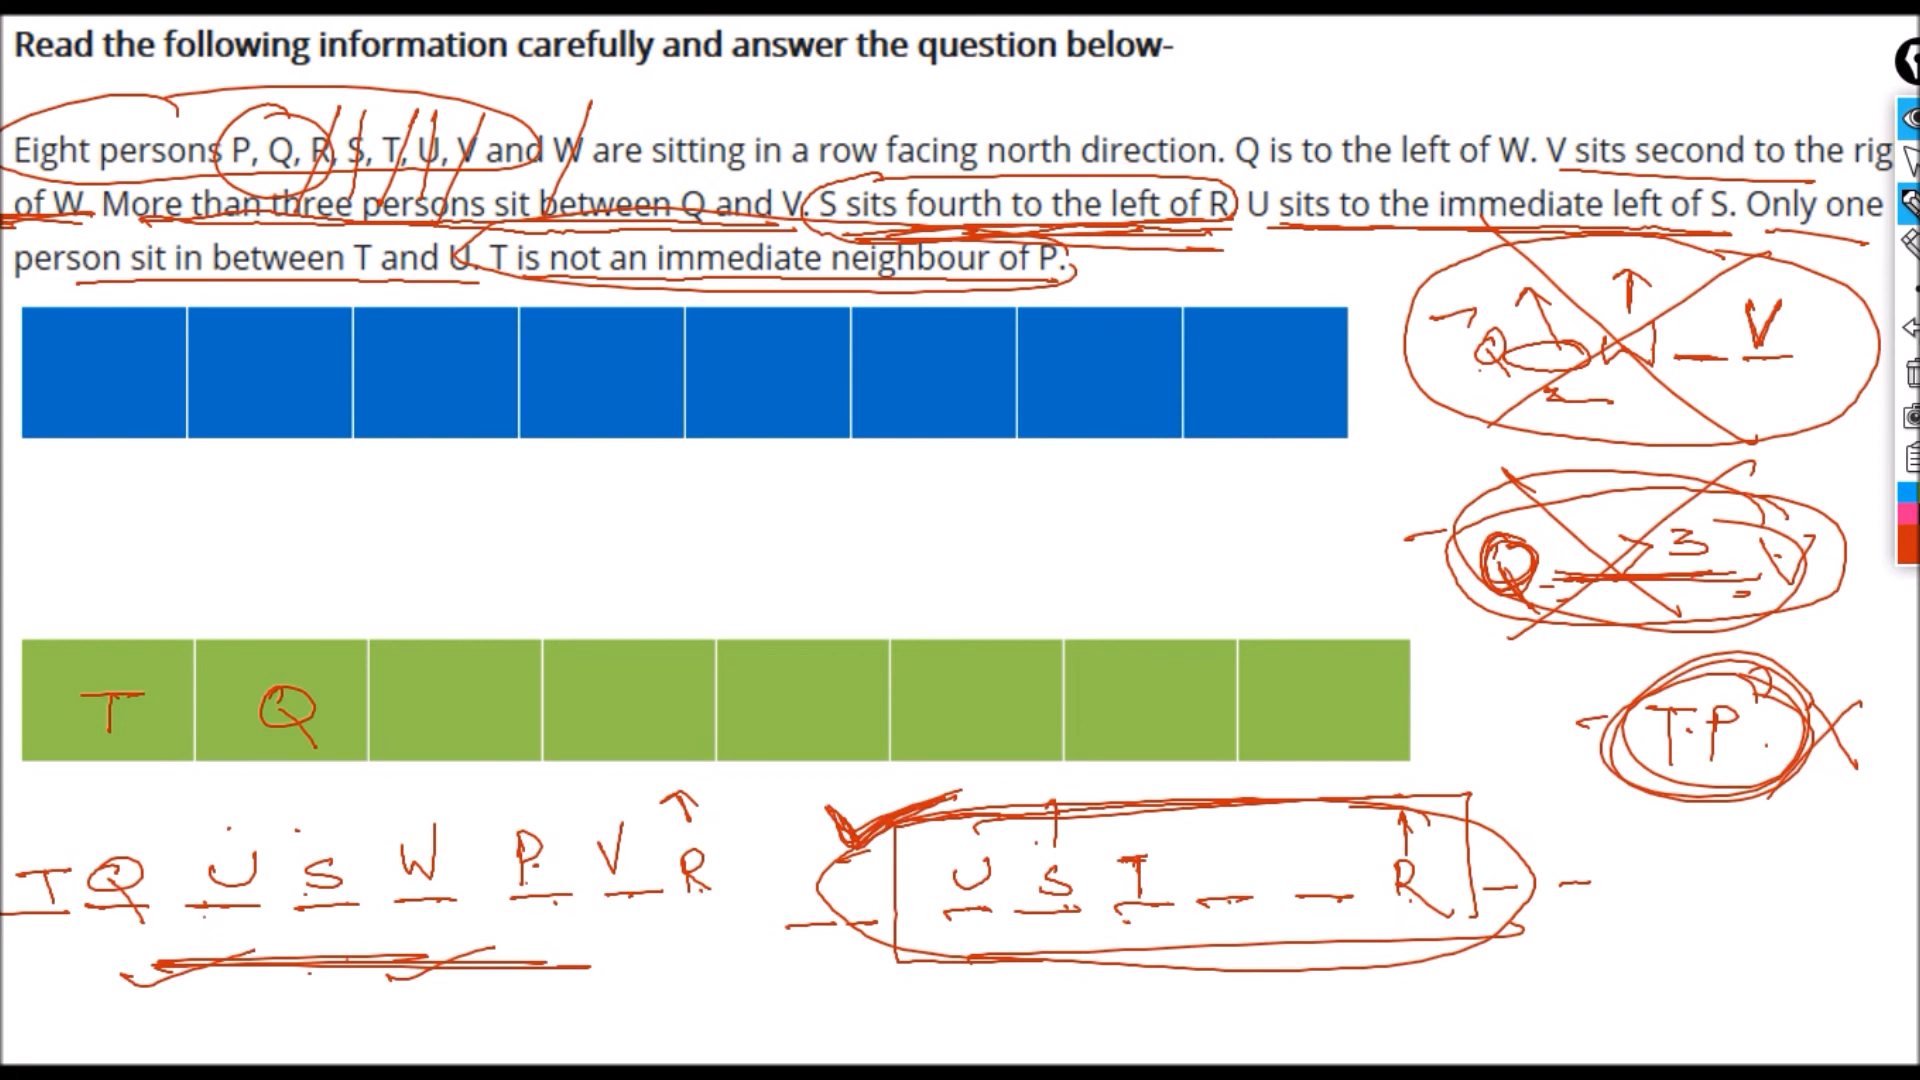 Read the following information carefully and answer the question below-
Eight persons P, Q, R, S, T, U, V and W are sitting in a row facing north direction. Q is to the left of W. V sits second to the rig
of W. More than three persons sit between Q and V. S sits fourth to the left of R. U sits to the immediate left of S. Only one
person sit in between T and U. T is not an immediate neighbour of P.
Q W V
Q 3 V
T Q
T P
T Q U S W P V R
U S T R